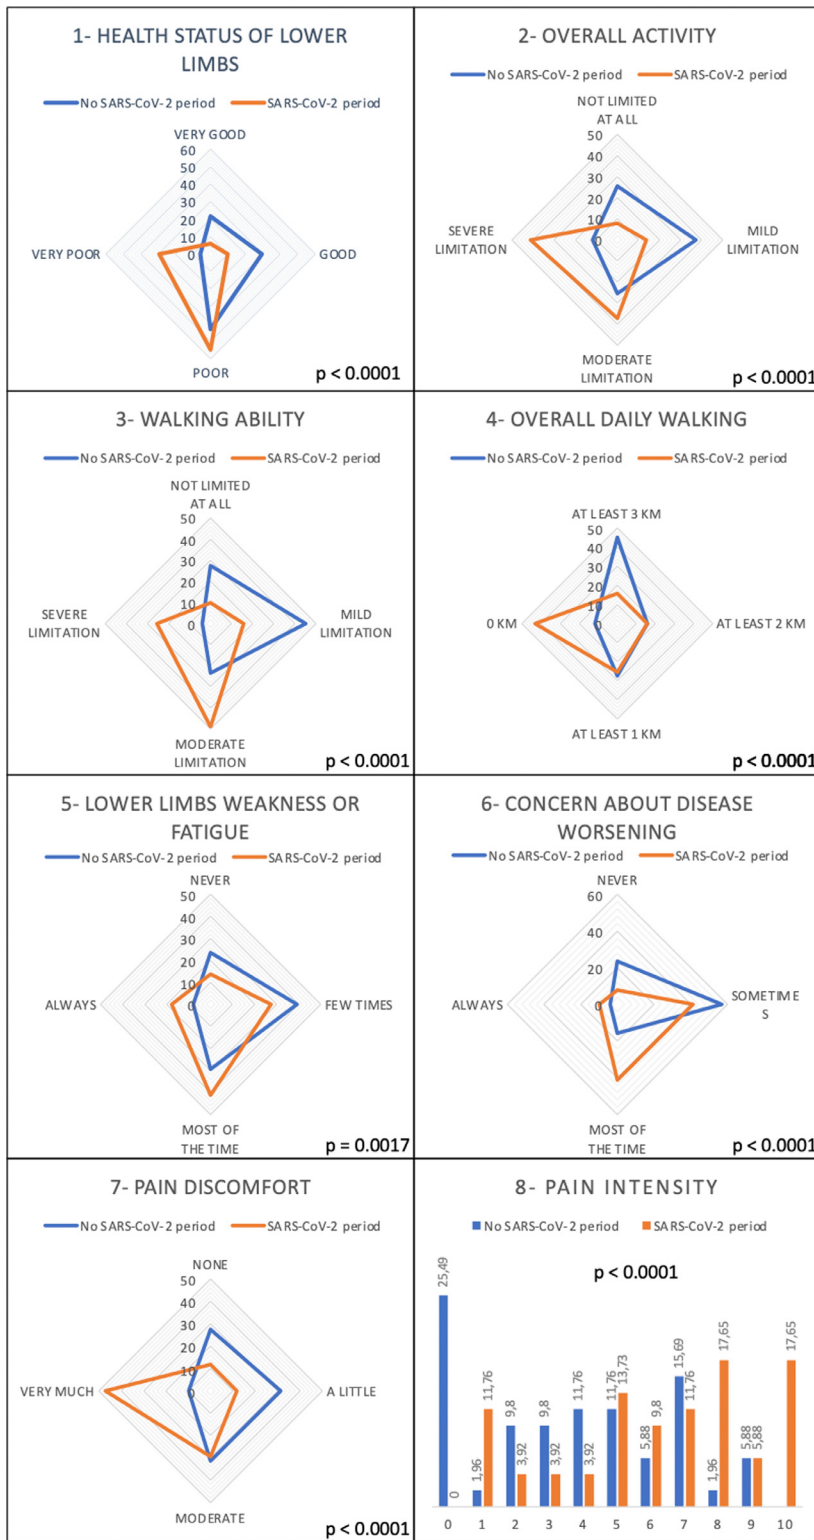 1- HEALTH STATUS OF LOWER
LIMBS
No SARS-CoV-2 period SARS-CoV-2 period
VERY GOOD
60
50
40
30
20
10
0
VERY POOR
GOOD
POOR
p < 0.0001
2- OVERALL ACTIVITY
No SARS-CoV-2 period SARS-CoV-2 period
NOT LIMITED
AT ALL
50
40
30
20
10
0
SEVERE
LIMITATION
MILD
LIMITATION
MODERATE
LIMITATION
p < 0.0001
3- WALKING ABILITY
No SARS-CoV-2 period SARS-CoV-2 period
NOT LIMITED
AT ALL
50
40
30
20
10
0
SEVERE
LIMITATION
MILD
LIMITATION
MODERATE
LIMITATION
p < 0.0001
4- OVERALL DAILY WALKING
No SARS-CoV-2 period SARS-CoV-2 period
AT LEAST 3 KM
50
40
30
20
10
0
0 KM
AT LEAST 2 KM
AT LEAST 1 KM
p < 0.0001
5- LOWER LIMBS WEAKNESS OR
FATIGUE
No SARS-CoV-2 period SARS-CoV-2 period
NEVER
50
40
30
20
10
0
ALWAYS
FEW TIMES
MOST OF
THE TIME
p = 0.0017
6- CONCERN ABOUT DISEASE
WORSENING
No SARS-CoV-2 period SARS-CoV-2 period
NEVER
60
40
20
0
ALWAYS
SOMETIME
S
MOST OF
THE TIME
p < 0.0001
7- PAIN DISCOMFORT
No SARS-CoV-2 period SARS-CoV-2 period
NONE
50
40
30
20
10
0
VERY MUCH
A LITTLE
MODERATE
p < 0.0001
8- PAIN INTENSITY
No SARS-CoV-2 period SARS-CoV-2 period
p < 0.0001
25,49
0
1,96
11,76
9,8
3,92
9,8
3,92
11,76
3,92
11,76
13,73
5,88
9,8
15,69
11,76
1,96
17,65
5,88
5,88
17,65
0 1 2 3 4 5 6 7 8 9 10